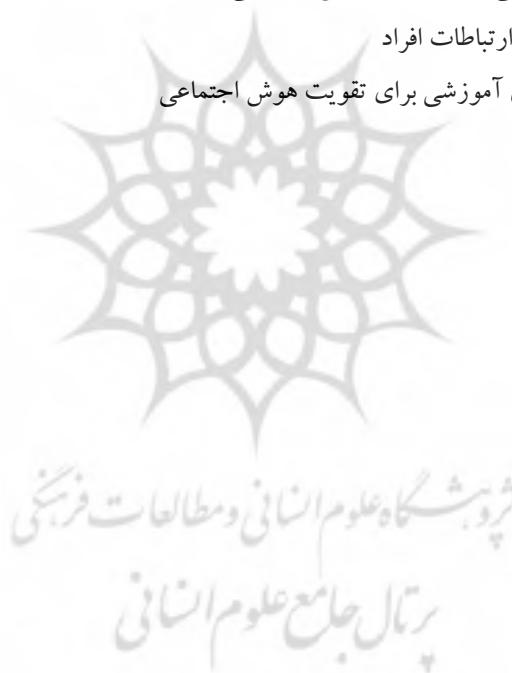 ارتباطات افراد
آموزشی برای تقویت هوش اجتماعی
پژوهشگاه علوم انسانی و مطالعات فرهنگی
پرتال جامع علوم انسانی